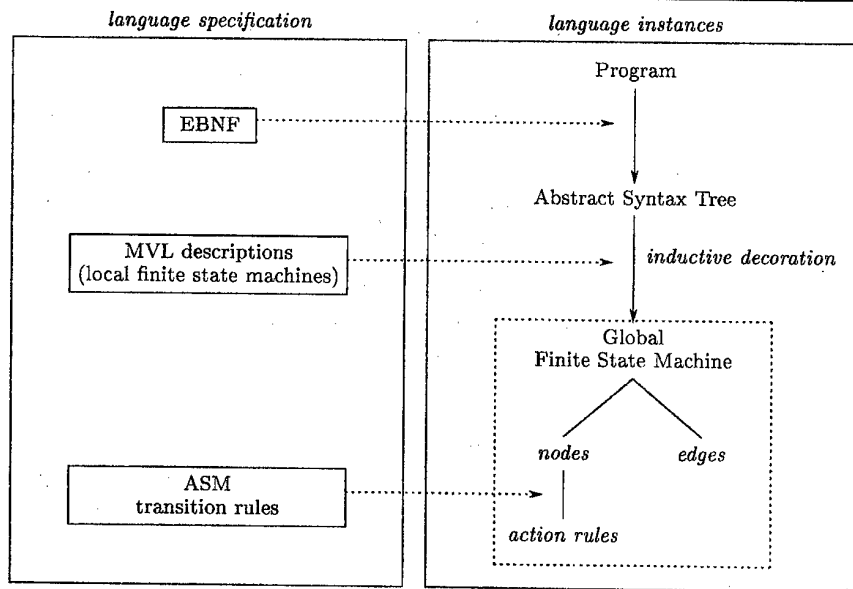 language specification
language instances
Program
EBNF
Abstract Syntax Tree
MVL descriptions
(local finite state machines)
inductive decoration
Global
Finite State Machine
nodes
edges
ASM
transition rules
action rules